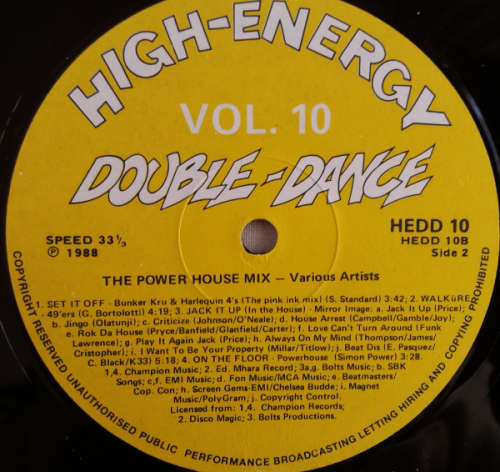 HIGH-ENERGY
VOL. 10
DOUBLE-DANCE
SPEED 33⅓
℗ 1988
HEDD 10
HEDD 10B
Side 2
THE POWER HOUSE MIX – Various Artists
1. SET IT OFF - Bunker Kru & Harlequin 4's (The pink ink mix) (S. Standard) 3:42, 2. WALKüRE
- 49'ers (G. Bortolotti) 4:19; 3. JACK IT UP (In the House) - Mirror Image: a. Jack It Up (Price);
b. Jingo (Olatunji); c. Criticize (Johnson/O'Neale); d. House Arrest (Campbell/Gamble/Joy);
e. Rok Da House (Pryce/Banfield/Glanfield/Carter); f. Love Can't Turn Around (Funk
Lawrence); g. Play It Again Jack (Price); h. Always On My Mind (Thompson/James/
Cristopher); i. I Want To Be Your Property (Millar/Titlow); j. Beat Dis (E. Pasquez/
C. Black/K33) 5:18; 4. ON THE FLOOR - Powerhouse (Simon Power) 3:28.
1,4. Champion Music; 2. Ed. Mhara Record; 3a,g. Bolts Music; b. SBK
Songs; c,f. EMI Music; d. Fon Music/MCA Music; e. Beatmasters/
Cop. Con; h. Screen Gems-EMI/Chelsea Budde; i. Magnet
Music/PolyGram; j. Copyright Control.
Licensed from: 1,4. Champion Records;
2. Disco Magic; 3. Bolts Productions.
COPYRIGHT RESERVED UNAUTHORISED PUBLIC PERFORMANCE BROADCASTING LETTING HIRING AND COPYING PROHIBITED